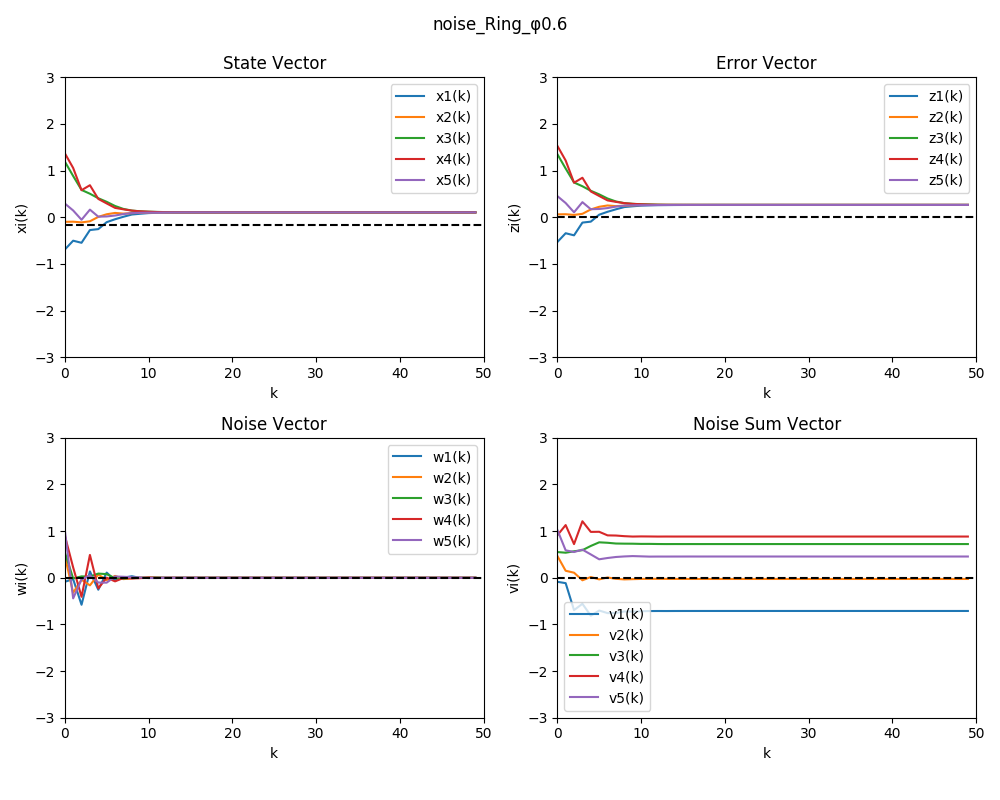 noise_Ring_φ0.6
State Vector
3
2
1
0
−1
−2
−3
0
10
20
30
40
50
xi(k)
k
x1(k)
x2(k)
x3(k)
x4(k)
x5(k)
Error Vector
3
2
1
0
−1
−2
−3
0
10
20
30
40
50
zi(k)
k
z1(k)
z2(k)
z3(k)
z4(k)
z5(k)
Noise Vector
3
2
1
0
−1
−2
−3
0
10
20
30
40
50
wi(k)
k
w1(k)
w2(k)
w3(k)
w4(k)
w5(k)
Noise Sum Vector
3
2
1
0
−1
−2
−3
0
10
20
30
40
50
vi(k)
k
v1(k)
v2(k)
v3(k)
v4(k)
v5(k)